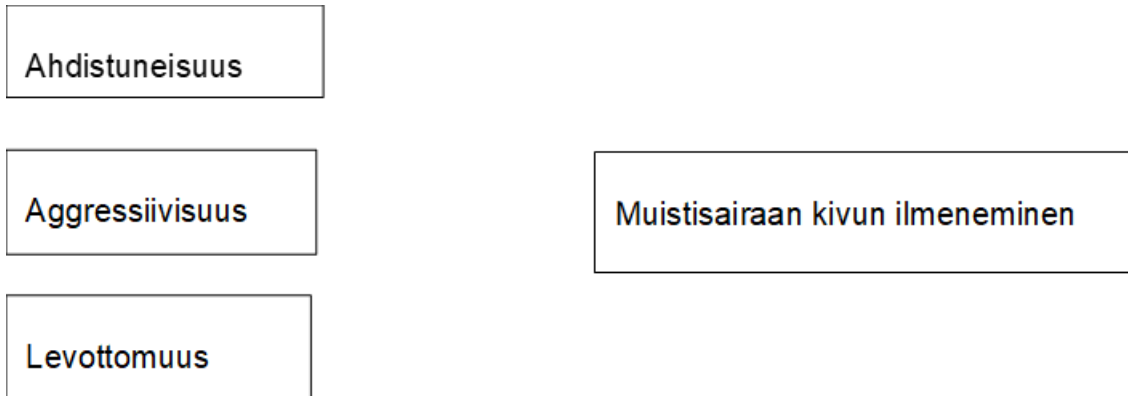 Ahdistuneisuus
Aggressiivisuus
Muistisairaan kivun ilmeneminen
Levottomuus